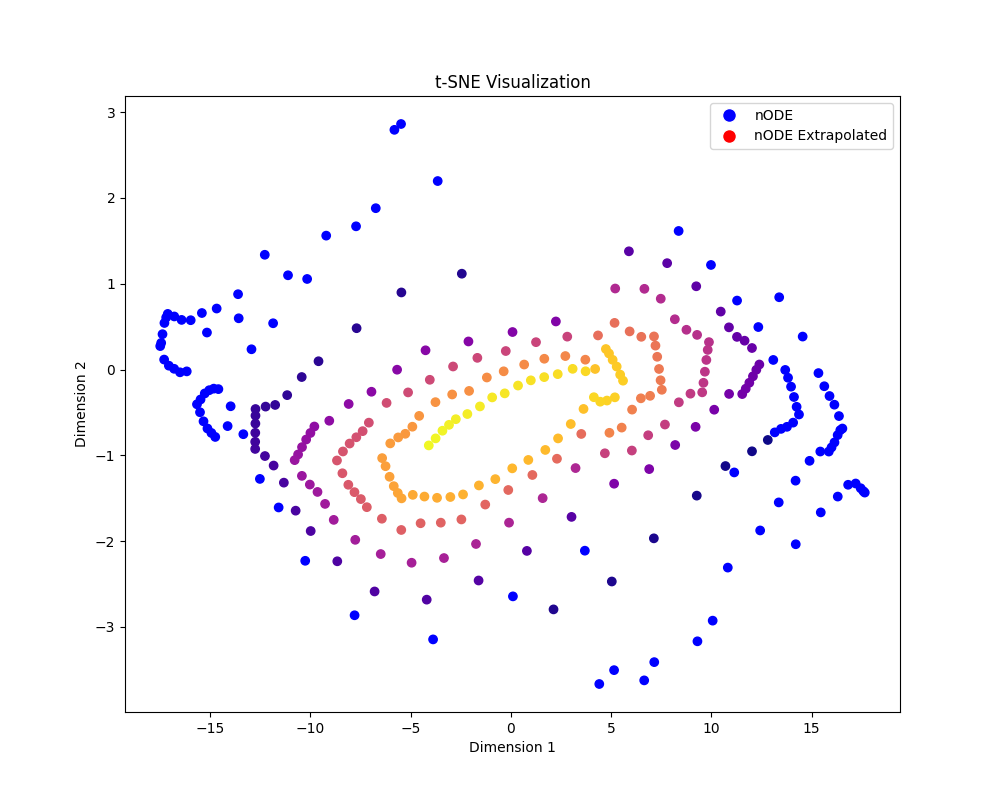 t-SNE Visualization
nODE
nODE Extrapolated
3
2
1
0
−1
−2
−3
Dimension 2
−15
−10
−5
0
5
10
15
Dimension 1